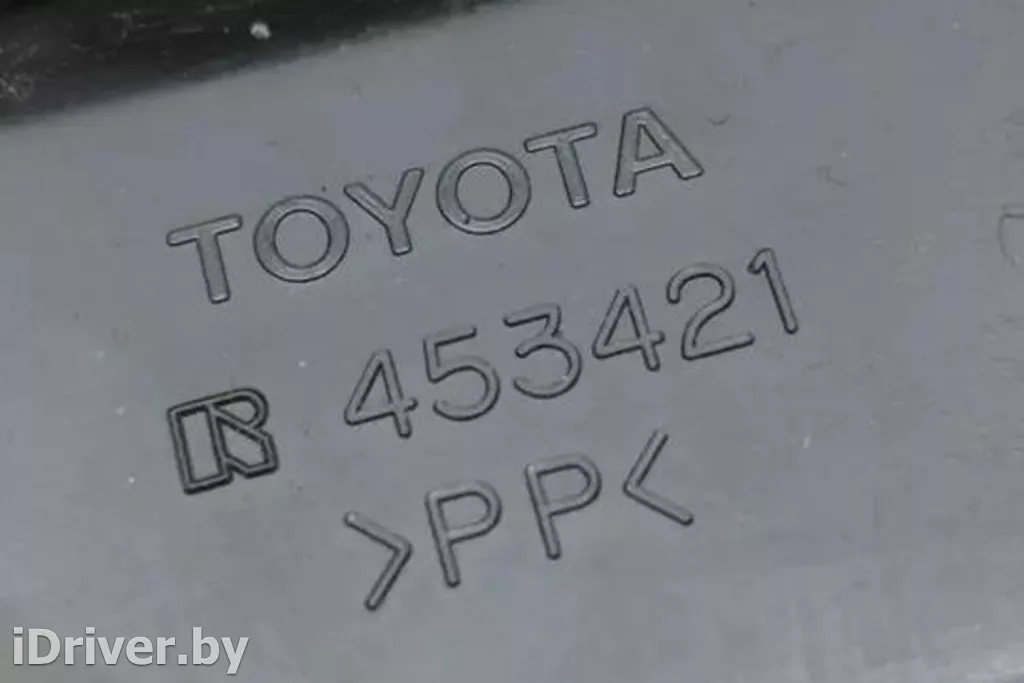 TOYOTA
R 453421
>PP<
iDriver.by